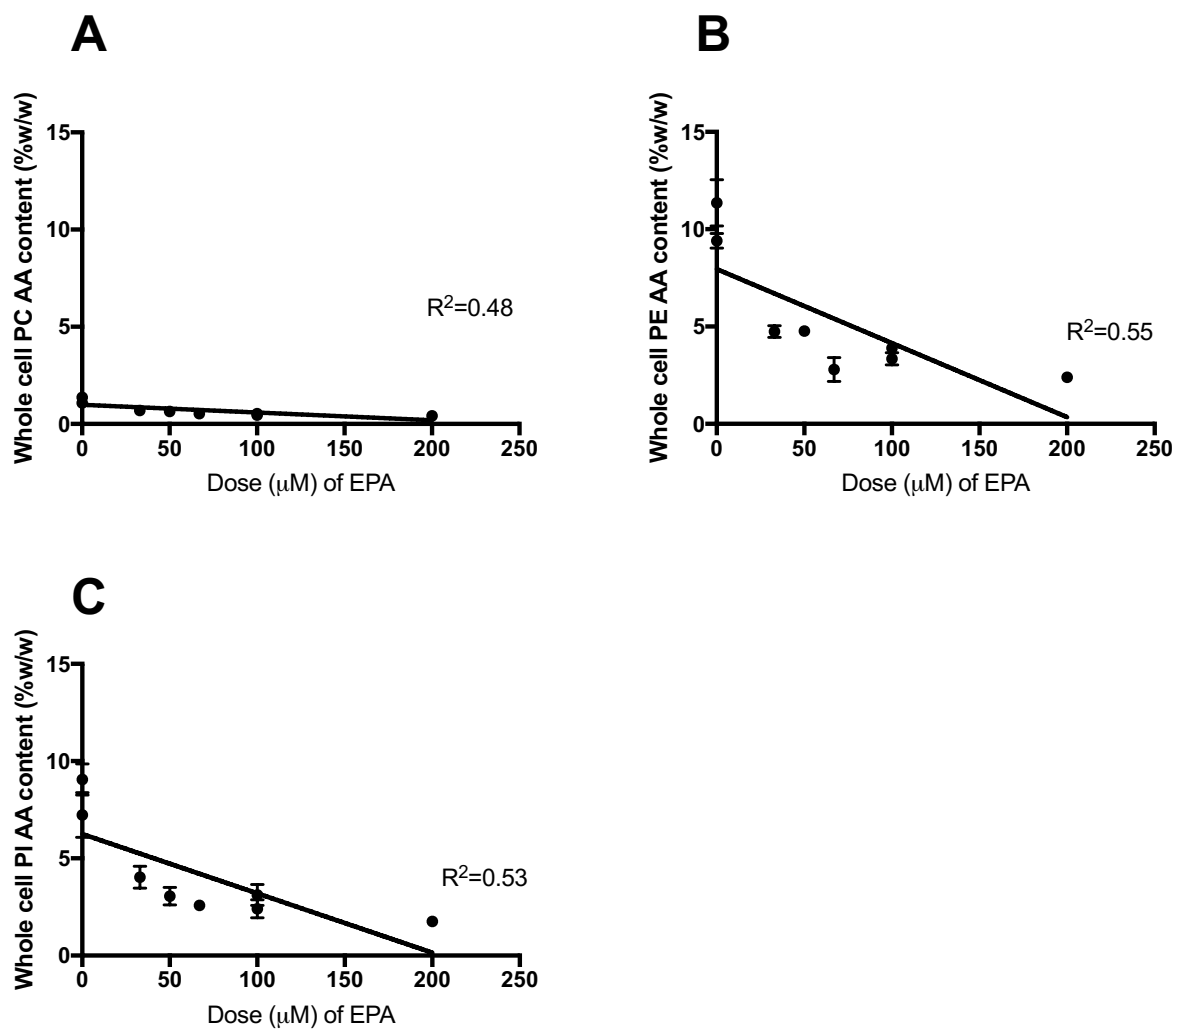 A
Whole cell PC AA content (%w/w)
15
10
5
0
0 50 100 150 200 250
R²=0.48
Dose (μM) of EPA
B
Whole cell PE AA content (%w/w)
15
10
5
0
0 50 100 150 200 250
R²=0.55
Dose (μM) of EPA
C
Whole cell PI AA content (%w/w)
15
10
5
0
0 50 100 150 200 250
R²=0.53
Dose (μM) of EPA